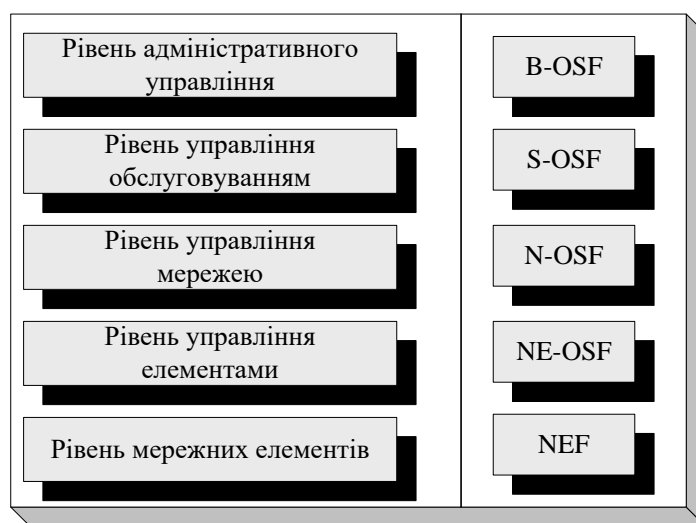 Рівень адміністративного
управління
B-OSF
Рівень управління
обслуговуванням
S-OSF
Рівень управління
мережею
N-OSF
Рівень управління
елементами
NE-OSF
Рівень мережних елементів
NEF